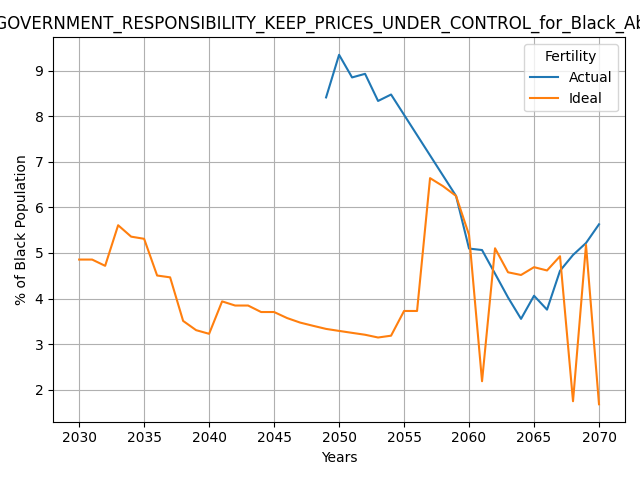 GOVERNMENT_RESPONSIBILITY_KEEP_PRICES_UNDER_CONTROL_for_Black_Ab
Fertility
Actual
Ideal
9
8
7
6
5
4
3
2
% of Black Population
2030 2035 2040 2045 2050 2055 2060 2065 2070
Years